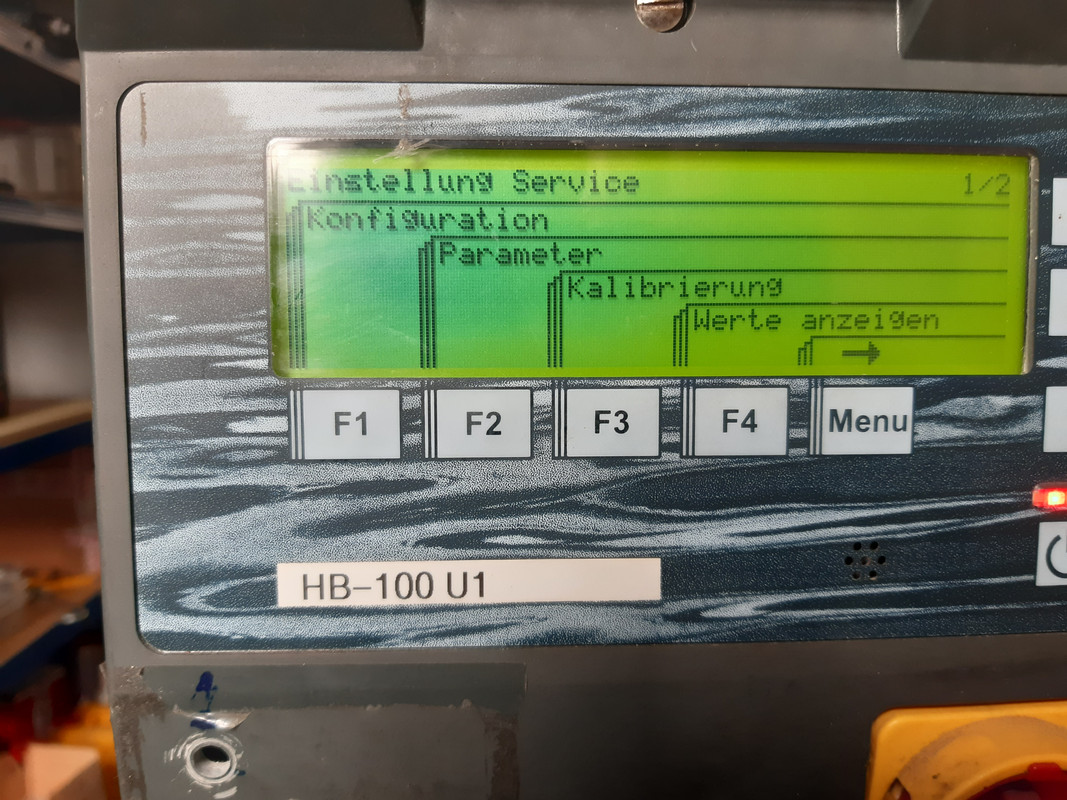 Einstellung Service 1/2
Konfiguration
Parameter
Kalibrierung
Werte anzeigen
F1 F2 F3 F4 Menu
HB-100 U1